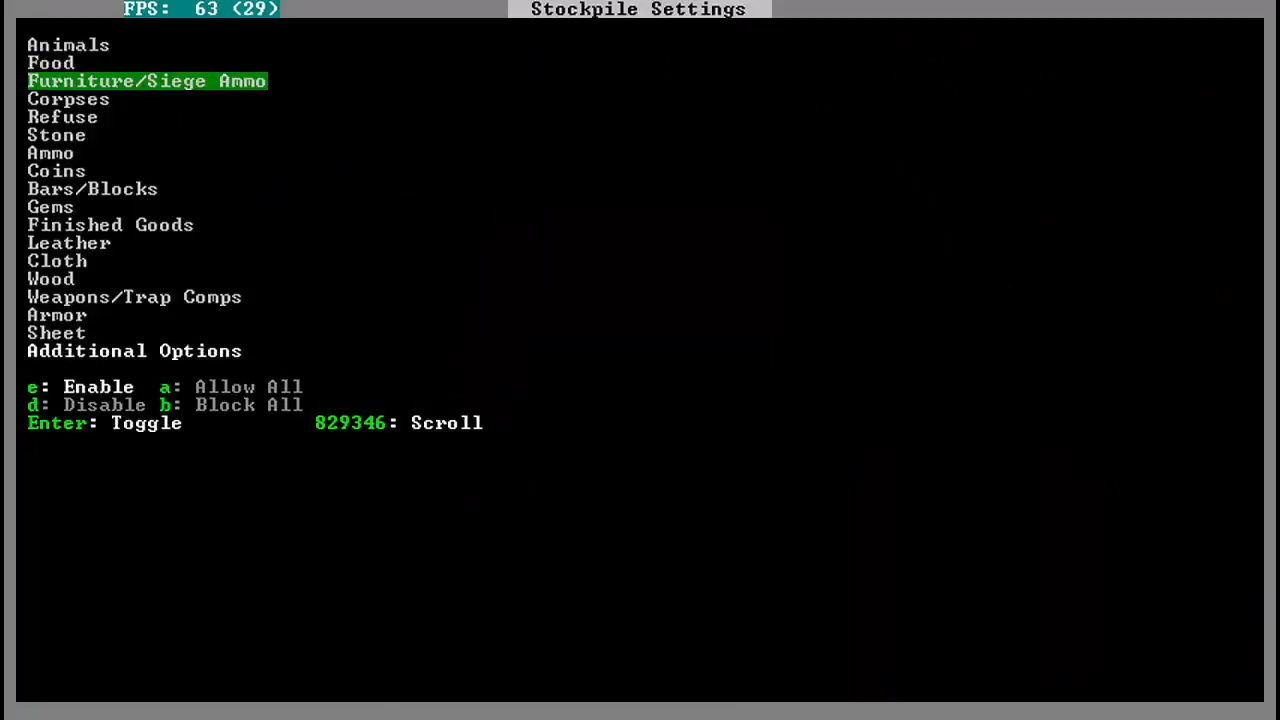 FPS: 63 (29) Stockpile Settings
Animals
Food
Furniture/Siege Ammo
Corpses
Refuse
Stone
Ammo
Coins
Bars/Blocks
Gems
Finished Goods
Leather
Cloth
Wood
Weapons/Trap Comps
Armor
Sheet
Additional Options
e: Enable a: Allow All
d: Disable b: Block All
Enter: Toggle 829346: Scroll